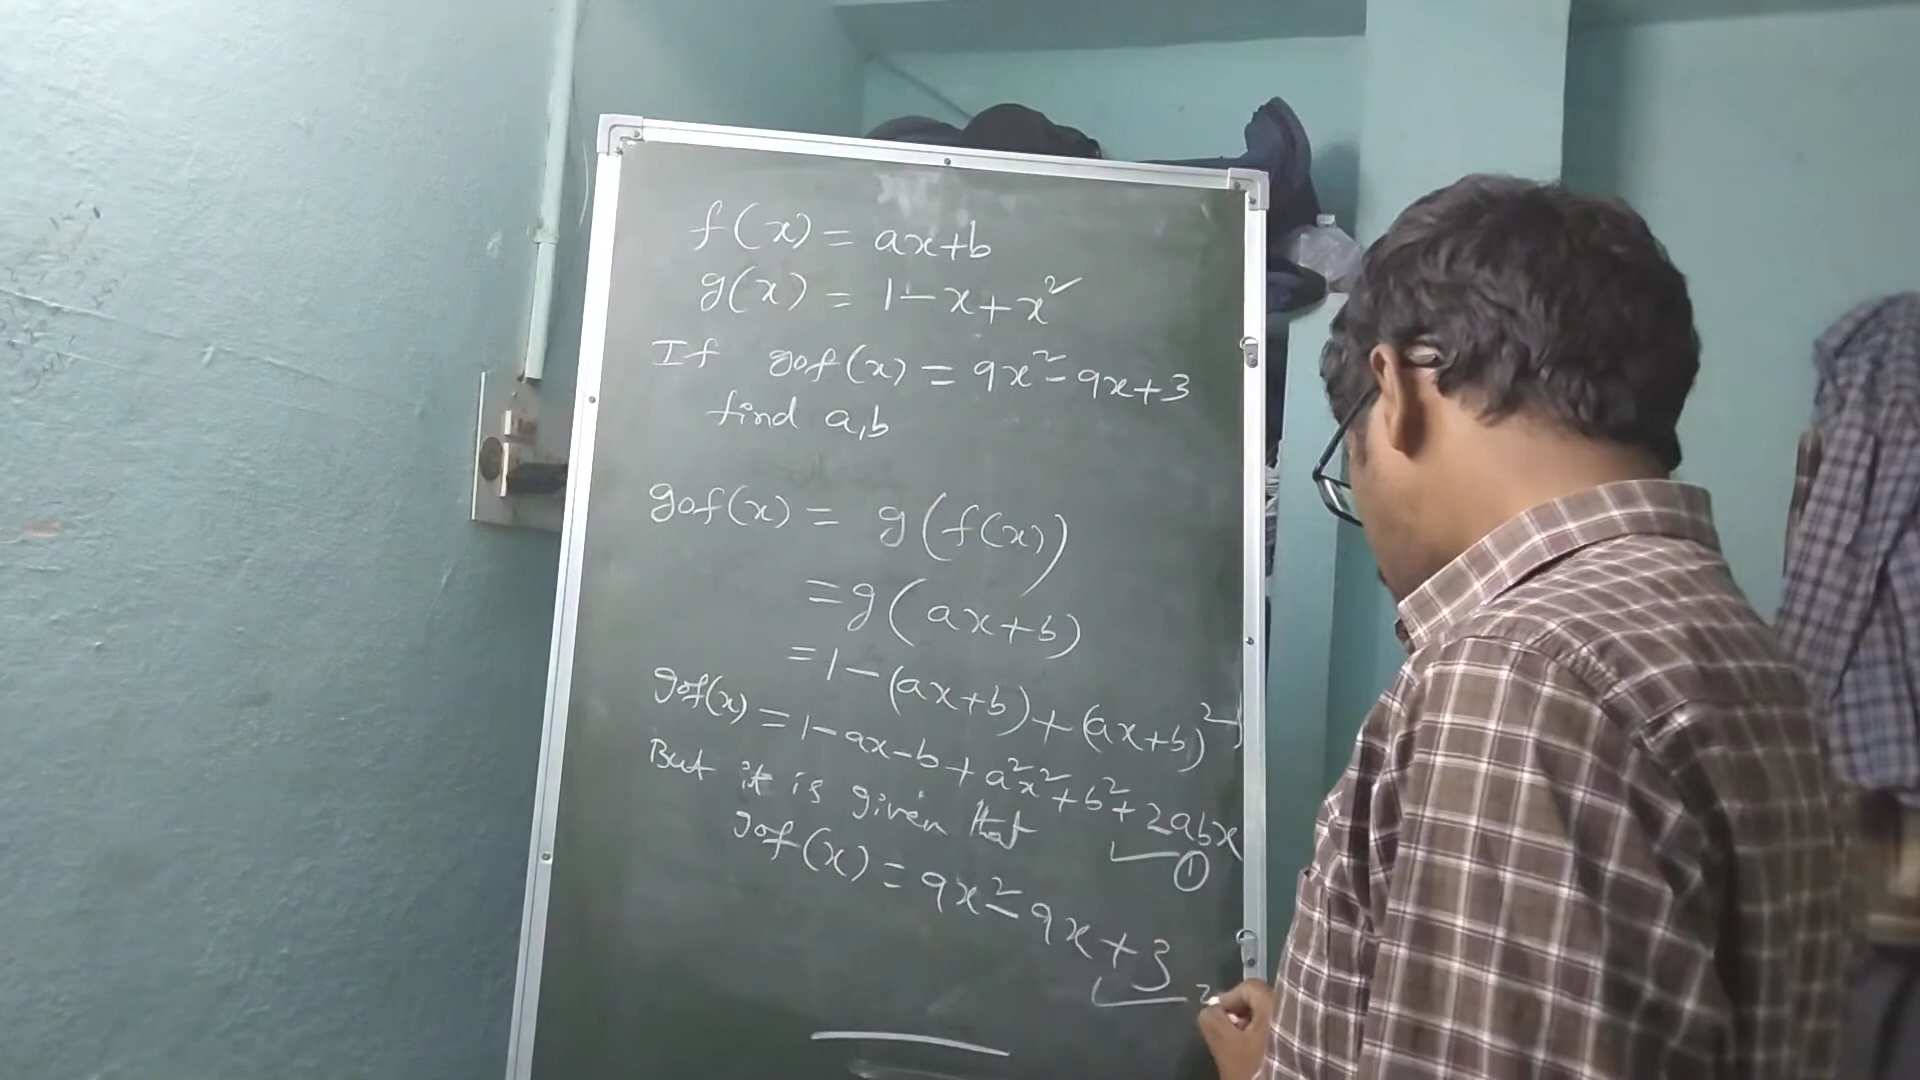 f(x) = ax+b
g(x) = 1-x+x²
If gof(x) = 9x²-9x+3
find a,b
gof(x) = g(f(x))
=g(ax+b)
=1-(ax+b)+(ax+b)²
gof(x) = 1-ax-b+a²x²+b²+2abx
①
But it is given that
gof(x) = 9x²-9x+3